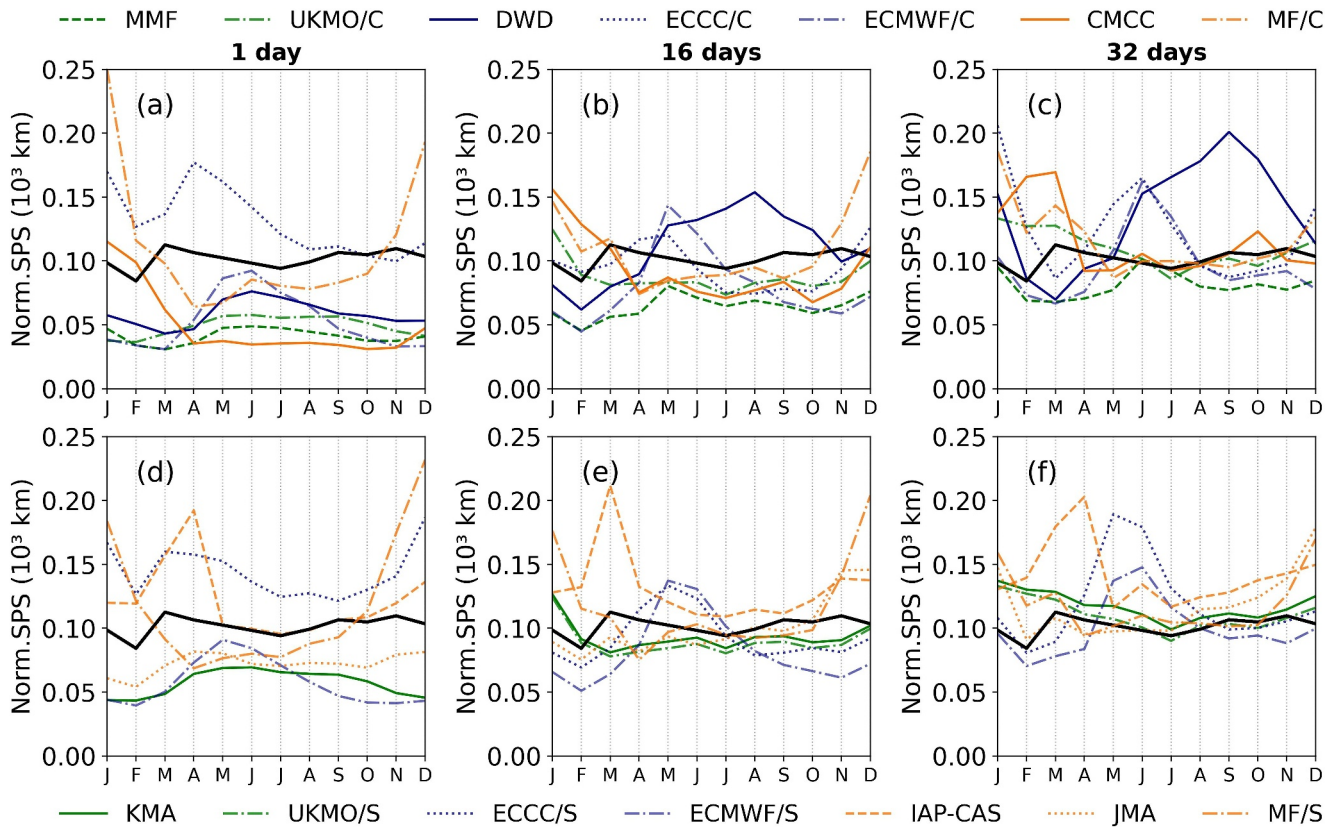 MMF UKMO/C DWD ECCC/C ECMWF/C CMCC MF/C
1 day 16 days 32 days
Norm.SPS (10³ km) Norm.SPS (10³ km) Norm.SPS (10³ km)
(a) (b) (c)
0.25 0.25 0.25
0.20 0.20 0.20
0.15 0.15 0.15
0.10 0.10 0.10
0.05 0.05 0.05
0.00 0.00 0.00
J F M A M J J A S O N D J F M A M J J A S O N D J F M A M J J A S O N D
Norm.SPS (10³ km) Norm.SPS (10³ km) Norm.SPS (10³ km)
(d) (e) (f)
0.25 0.25 0.25
0.20 0.20 0.20
0.15 0.15 0.15
0.10 0.10 0.10
0.05 0.05 0.05
0.00 0.00 0.00
J F M A M J J A S O N D J F M A M J J A S O N D J F M A M J J A S O N D
KMA UKMO/S ECCC/S ECMWF/S IAP-CAS JMA MF/S